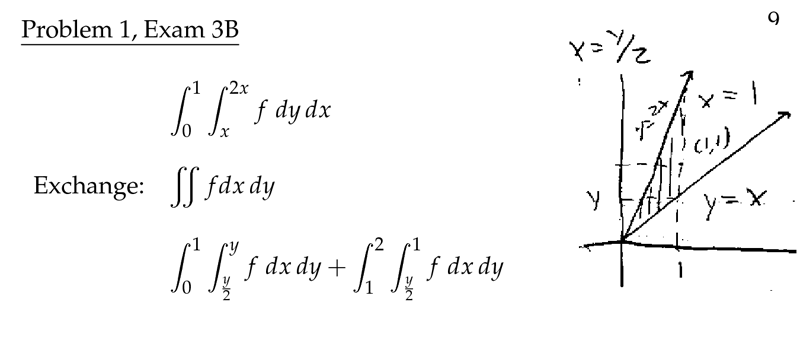 9
Problem 1, Exam 3B
∫_0^1 ∫_x^{2x} f dy dx
Exchange: ∬ fdx dy
∫_0^1 ∫_{y/2}^y f dx dy + ∫_1^2 ∫_{y/2}^1 f dx dy
x = y/2
x = 1
2x
(1,1)
y
y = x
1